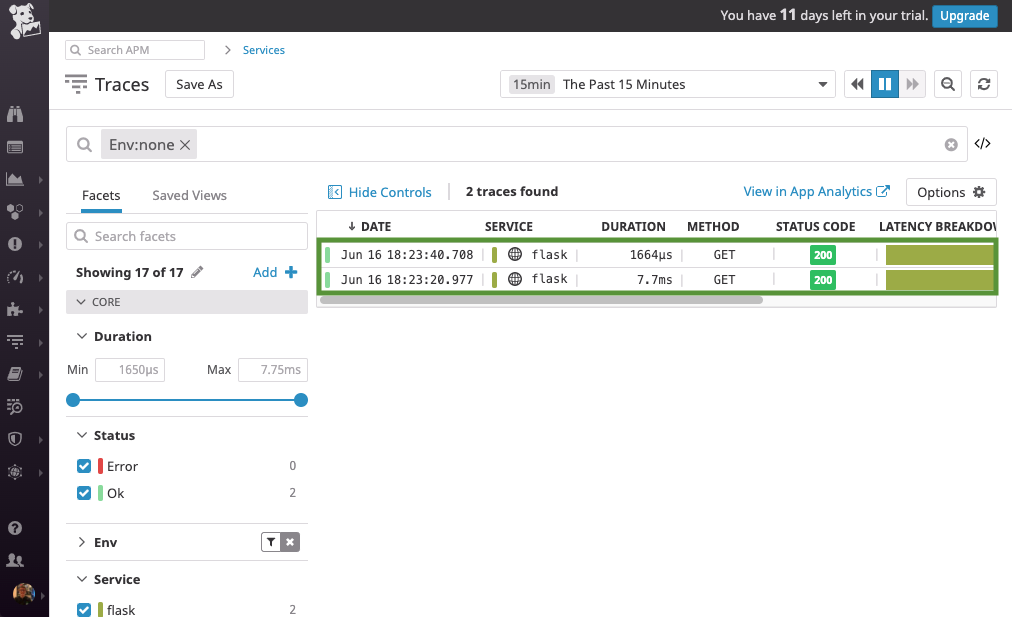 You have 11 days left in your trial. Upgrade
Search APM > Services
Traces Save As 15min The Past 15 Minutes
Env:none
Facets Saved Views
Hide Controls 2 traces found View in App Analytics Options
Search facets
Showing 17 of 17 Add
CORE
Duration
Min 1650μs Max 7.75ms
Status
Error 0
Ok 2
Env
Service
flask 2
↓ DATE SERVICE DURATION METHOD STATUS CODE LATENCY BREAKDOW
Jun 16 18:23:40.708 flask 1664μs GET 200
Jun 16 18:23:20.977 flask 7.7ms GET 200